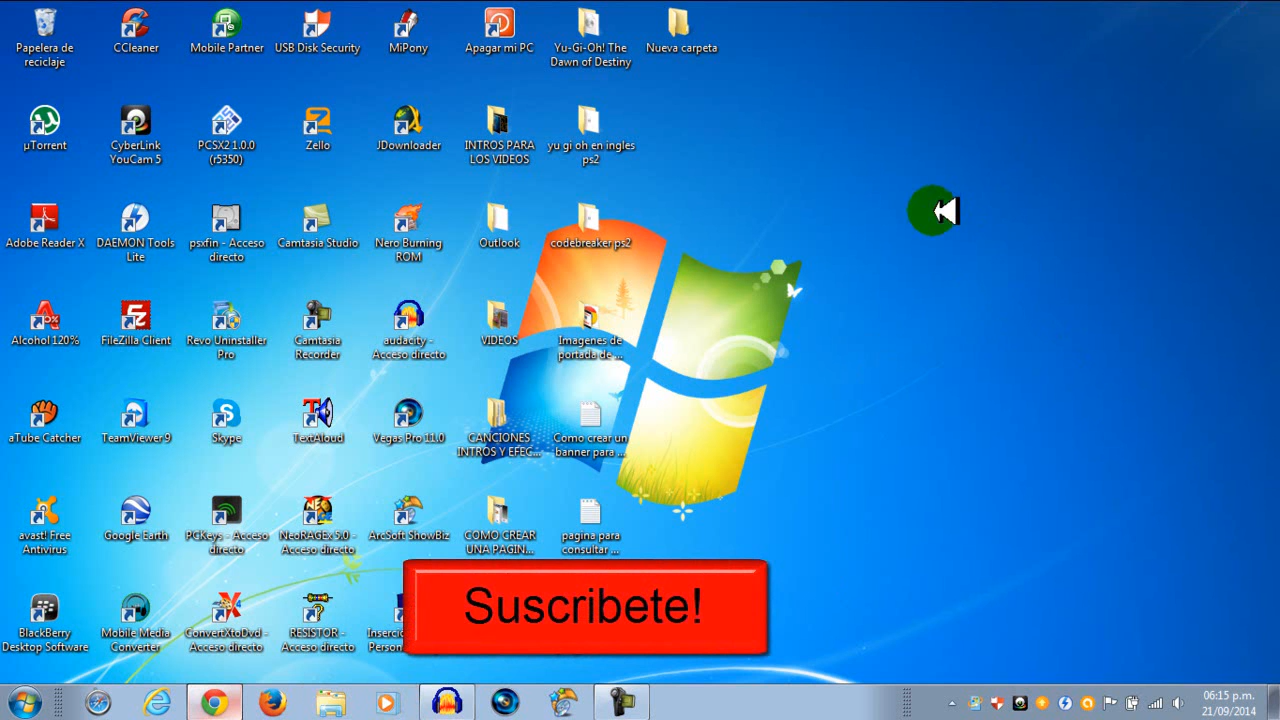 Papelera de
reciclaje
CCleaner
Mobile Partner
USB Disk Security
MiPony
Apagar mi PC
Yu-Gi-Oh! The
Dawn of Destiny
Nueva carpeta
µTorrent
CyberLink
YouCam 5
PCSX2 1.0.0
(r5350)
Zello
JDownloader
INTROS PARA
LOS VIDEOS
yu gi oh en ingles
ps2
Adobe Reader X
DAEMON Tools
Lite
psxfin - Acceso
directo
Camtasia Studio
Nero Burning
ROM
Outlook
codebreaker ps2
Alcohol 120%
FileZilla Client
Revo Uninstaller
Pro
Camtasia
Recorder
audacity -
Acceso directo
VIDEOS
Imagenes de
portada de ...
aTube Catcher
TeamViewer 9
Skype
TextAloud
Vegas Pro 11.0
CANCIONES
INTROS Y EFEC...
Como crear un
banner para ...
avast! Free
Antivirus
Google Earth
PCKeys - Acceso
directo
NeoRAGEx 5.0 -
Acceso directo
ArcSoft ShowBiz
COMO CREAR
UNA PAGIN...
pagina para
consultar ...
BlackBerry
Desktop Software
Mobile Media
Converter
ConvertXtoDvd -
Acceso directo
RESISTOR -
Acceso directo
Suscribete!
06:15 p.m.
21/09/2014